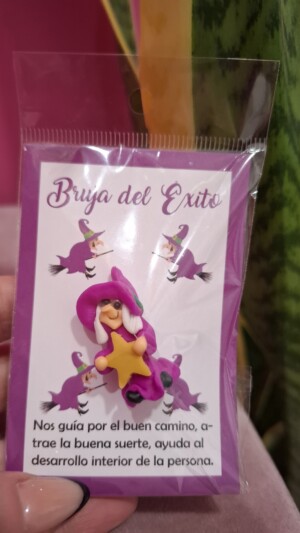 Bruja del Exito
Nos guía por el buen camino, a-
trae la buena suerte, ayuda al
desarrollo interior de la persona.